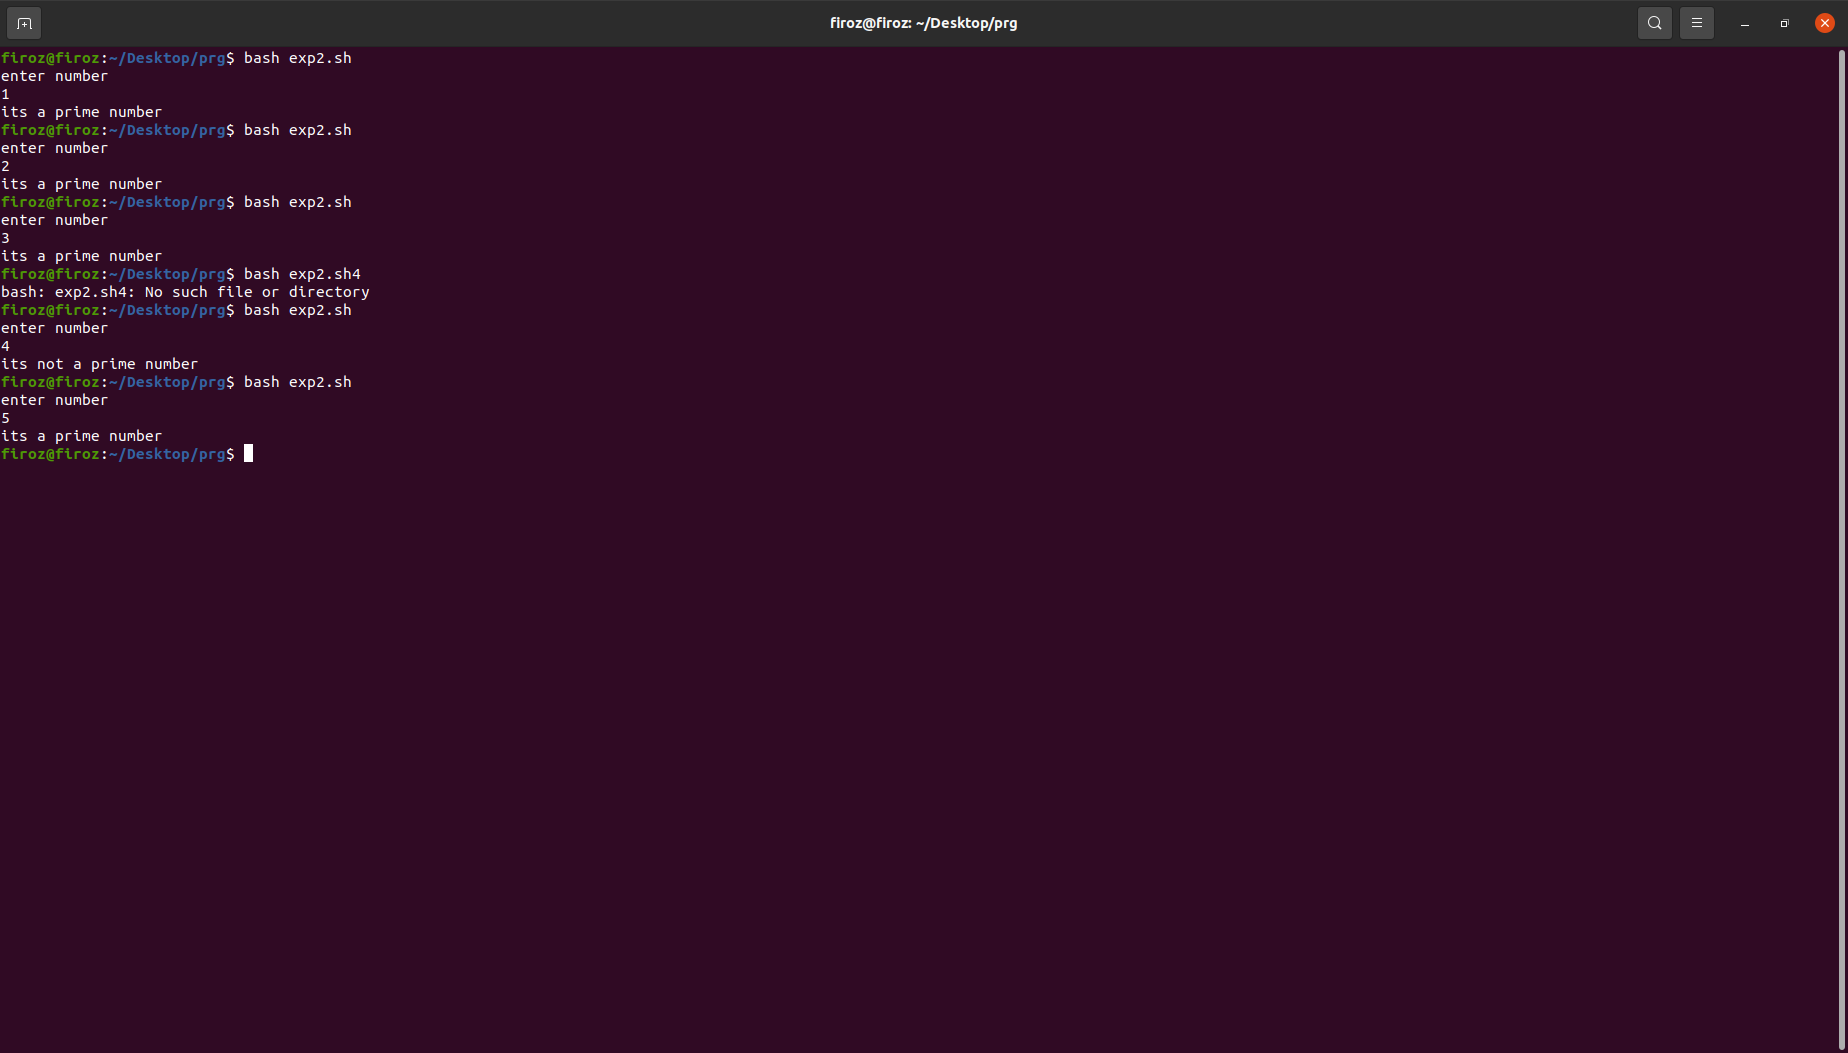 firoz@firoz: ~/Desktop/prg
firoz@firoz:~/Desktop/prg$ bash exp2.sh
enter number
1
its a prime number
firoz@firoz:~/Desktop/prg$ bash exp2.sh
enter number
2
its a prime number
firoz@firoz:~/Desktop/prg$ bash exp2.sh
enter number
3
its a prime number
firoz@firoz:~/Desktop/prg$ bash exp2.sh4
bash: exp2.sh4: No such file or directory
firoz@firoz:~/Desktop/prg$ bash exp2.sh
enter number
4
its not a prime number
firoz@firoz:~/Desktop/prg$ bash exp2.sh
enter number
5
its a prime number
firoz@firoz:~/Desktop/prg$